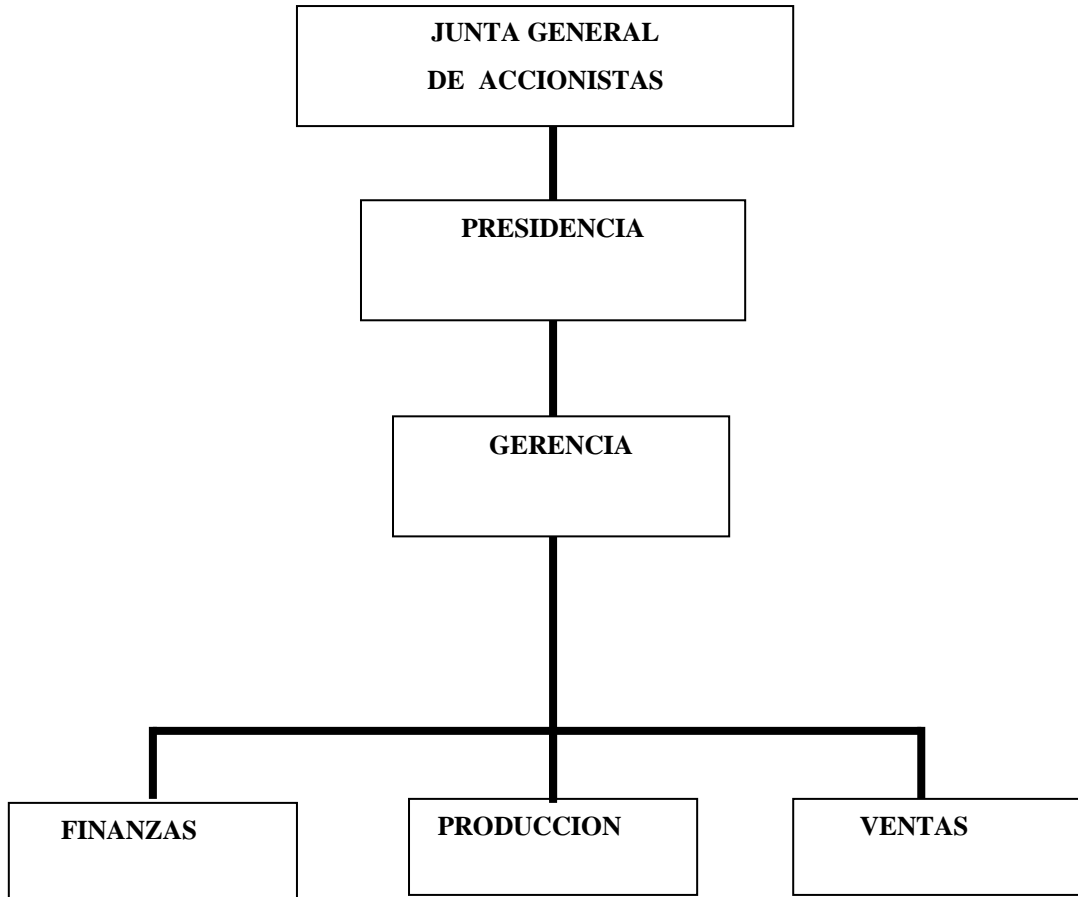 JUNTA GENERAL
DE ACCIONISTAS
PRESIDENCIA
GERENCIA
FINANZAS
PRODUCCION
VENTAS